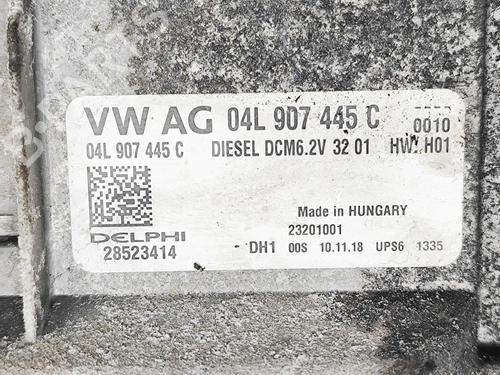 VW AG 04L 907 445 C 0010
04L 907 445 C DIESEL DCM6.2V 32 01 HW: H01
Made in HUNGARY
23201001
DELPHI
28523414 DH1 00S 10.11.18 UPS6 1335